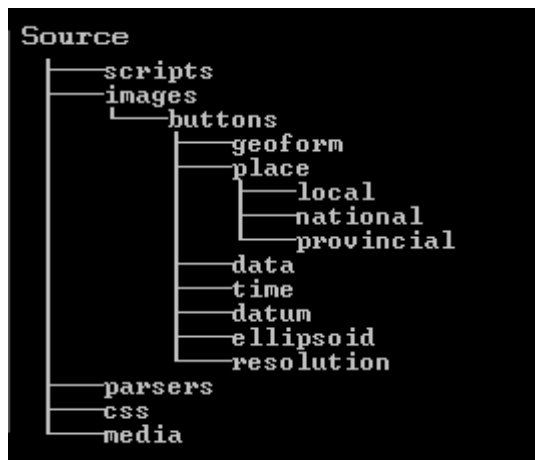 Source
scripts
images
buttons
geoform
place
local
national
provincial
data
time
datum
ellipsoid
resolution
parsers
css
media